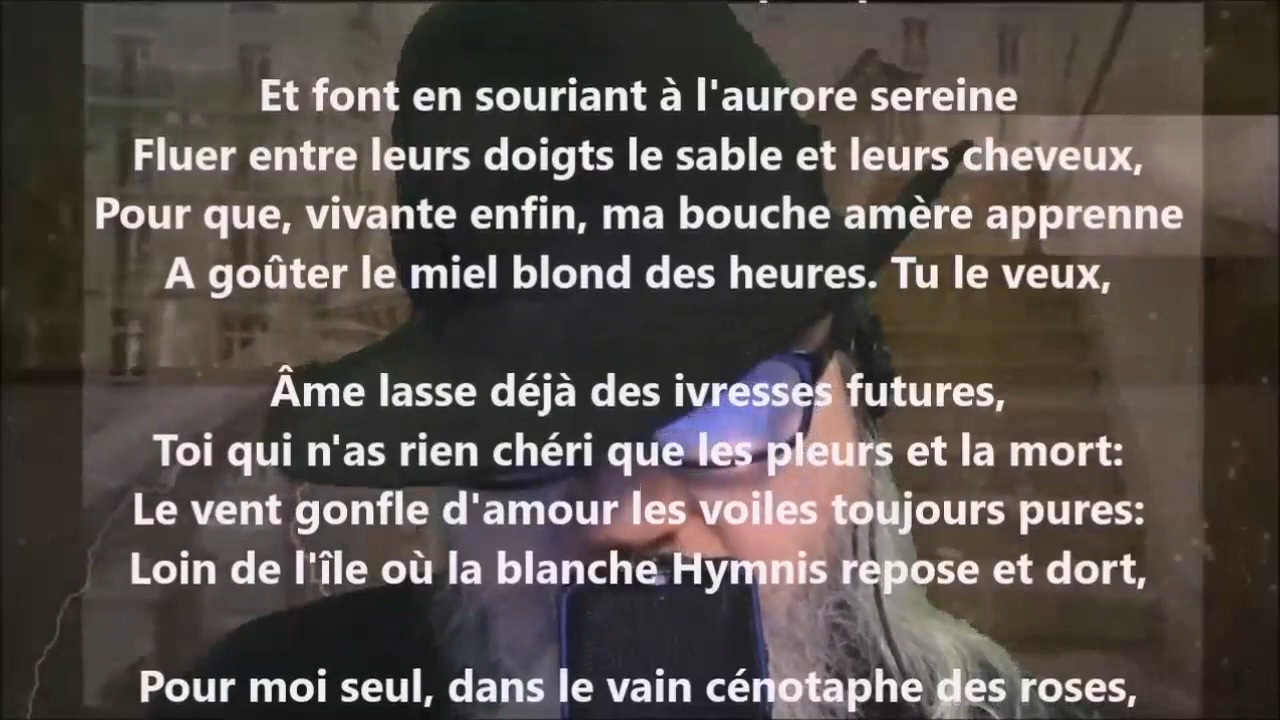 Et font en souriant à l'aurore sereine
Fluer entre leurs doigts le sable et leurs cheveux,
Pour que, vivante enfin, ma bouche amère apprenne
A goûter le miel blond des heures. Tu le veux,
Âme lasse déjà des ivresses futures,
Toi qui n'as rien chéri que les pleurs et la mort:
Le vent gonfle d'amour les voiles toujours pures:
Loin de l'île où la blanche Hymnis repose et dort,
Pour moi seul, dans le vain cénotaphe des roses,